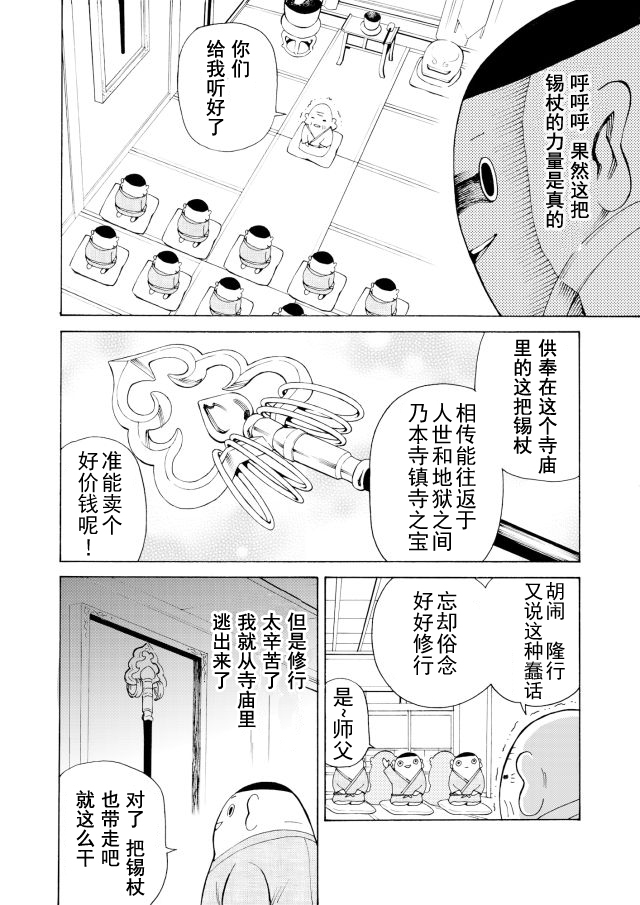 呼呼呼 果然这把
锡杖的力量是真的
你们
给我听好了
供奉在这个寺庙
里的这把锡杖
相传能往返于
人世和地狱之间
乃本寺镇寺之宝
准能卖个
好价钱呢！
胡闹 隆行
又说这种蠢话
忘却俗念
好好修行
是~师父
但是修行
太辛苦了
我就从寺庙里
逃出来了
对了 把锡杖
也带走吧
就这么干